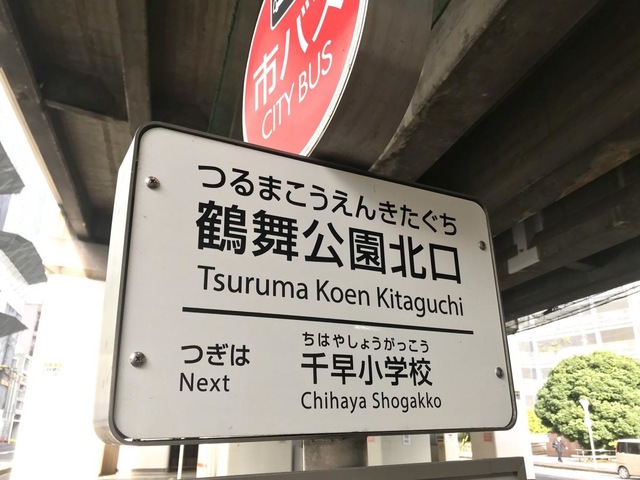 市バス
CITY BUS
つるまこうえんきたぐち
鶴舞公園北口
Tsuruma Koen Kitaguchi
つぎは
Next
ちはやしょうがっこう
千早小学校
Chihaya Shogakko